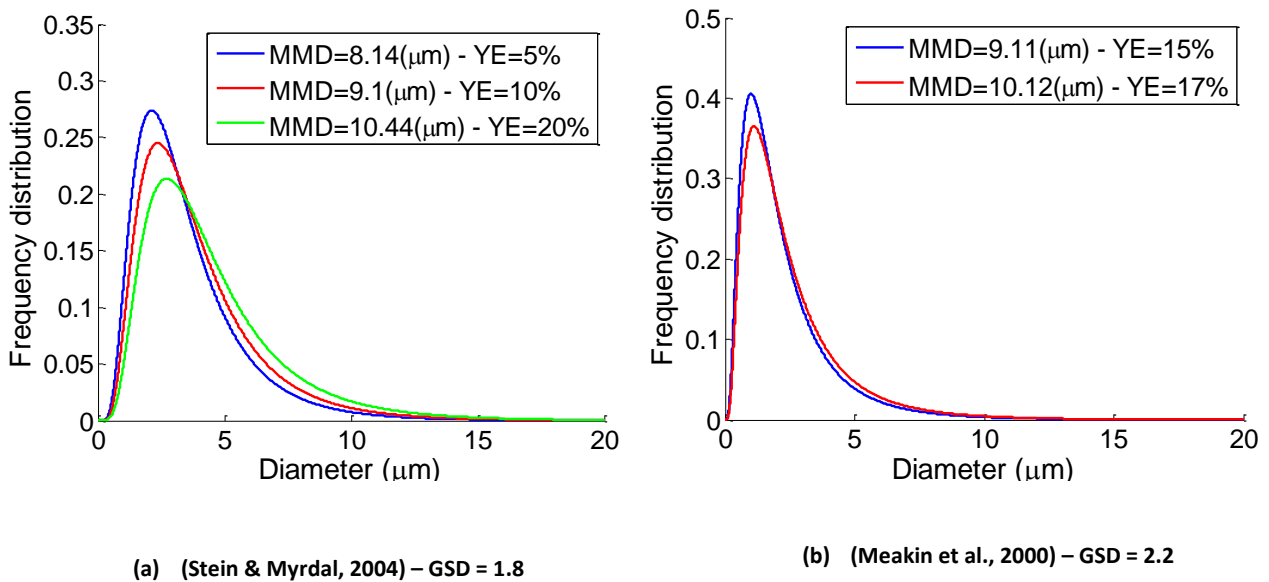 0.35
0.3
0.25
0.2
0.15
0.1
0.05
0
Frequency distribution
MMD=8.14(μm) - YE=5%
MMD=9.1(μm) - YE=10%
MMD=10.44(μm) - YE=20%
0 5 10 15 20
Diameter (μm)
(a) (Stein & Myrdal, 2004) – GSD = 1.8
0.5
0.4
0.3
0.2
0.1
0
Frequency distribution
MMD=9.11(μm) - YE=15%
MMD=10.12(μm) - YE=17%
0 5 10 15 20
Diameter (μm)
(b) (Meakin et al., 2000) – GSD = 2.2